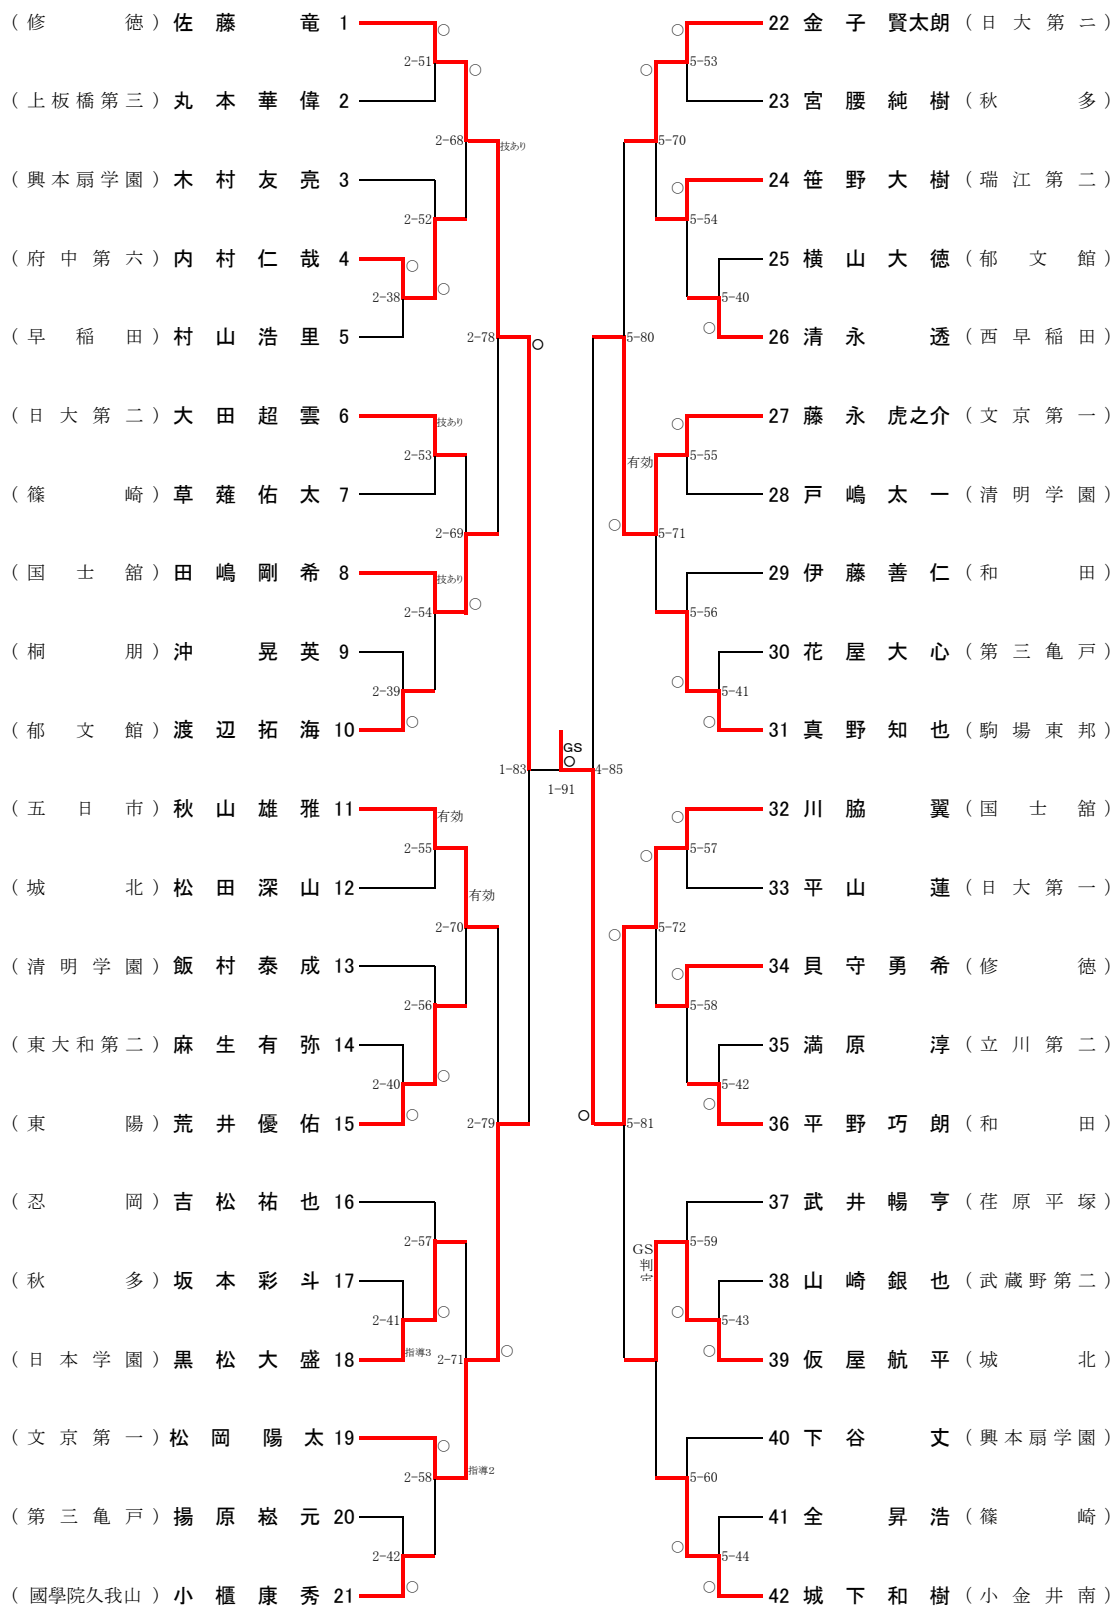 (修徳) 佐藤 竜 1
2-51
(上板橋第三) 丸本華偉 2
2-68
技あり
(興本扇学園) 木村友亮 3
2-52
(府中第六) 内村仁哉 4
2-38
(早稲田) 村山浩里 5
2-78
(日大第二) 大田超雲 6
技あり
2-53
(篠崎) 草薙佑太 7
2-69
(国士舘) 田嶋剛希 8
技あり
2-54
(桐朋) 沖 晃英 9
2-39
(郁文館) 渡辺拓海 10
1-83
GS
1-91
(五日市) 秋山雄雅 11
有効
2-55
(城北) 松田深山 12
有効
2-70
(清明学園) 飯村泰成 13
2-56
(東大和第二) 麻生有弥 14
2-40
(東陽) 荒井優佑 15
2-79
(忍岡) 吉松祐也 16
2-57
(秋多) 坂本彩斗 17
2-41
(日本学園) 黒松大盛 18
指導3
2-71
(文京第一) 松岡陽太 19
2-58
指導2
(第三亀戸) 揚原崧元 20
2-42
(國學院久我山) 小櫃康秀 21
22 金子賢太朗 (日大第二)
5-53
23 宮腰純樹 (秋多)
5-70
24 笹野大樹 (瑞江第二)
5-54
25 横山大徳 (郁文館)
5-40
26 清永 透 (西早稲田)
5-80
27 藤永虎之介 (文京第一)
有効
5-55
28 戸嶋太一 (清明学園)
5-71
29 伊藤善仁 (和田)
5-56
30 花屋大心 (第三亀戸)
5-41
31 真野知也 (駒場東邦)
4-85
32 川脇 翼 (国士舘)
5-57
33 平山 蓮 (日大第一)
5-72
34 貝守勇希 (修徳)
5-58
35 満原 淳 (立川第二)
5-42
36 平野巧朗 (和田)
5-81
37 武井暢亨 (荏原平塚)
GS
判定
5-59
38 山崎銀也 (武蔵野第二)
5-43
39 仮屋航平 (城北)
40 下谷 丈 (興本扇学園)
5-60
41 全 昇浩 (篠崎)
5-44
42 城下和樹 (小金井南)